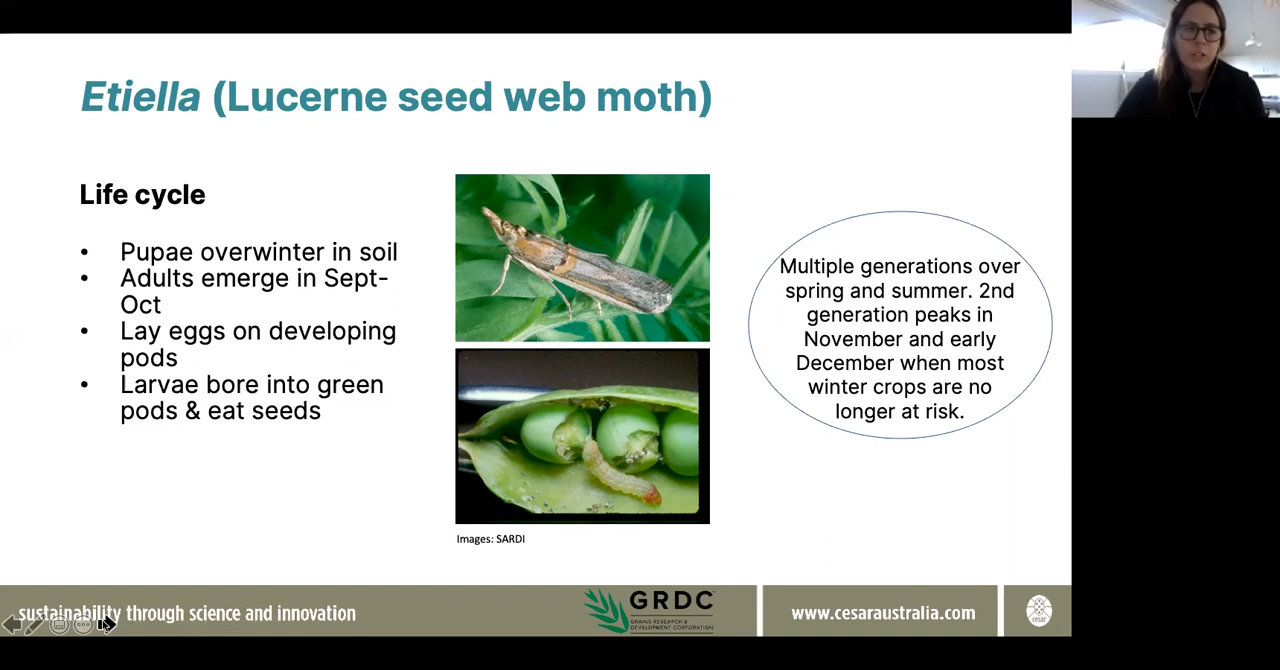 Etiella (Lucerne seed web moth)
Life cycle
• Pupae overwinter in soil
• Adults emerge in Sept-
Oct
• Lay eggs on developing
pods
• Larvae bore into green
pods & eat seeds
Multiple generations over
spring and summer. 2nd
generation peaks in
November and early
December when most
winter crops are no
longer at risk.
Images: SARDI
sustainability through science and innovation
GRDC
GRAINS RESEARCH &
DEVELOPMENT CORPORATION
www.cesaraustralia.com
cesar